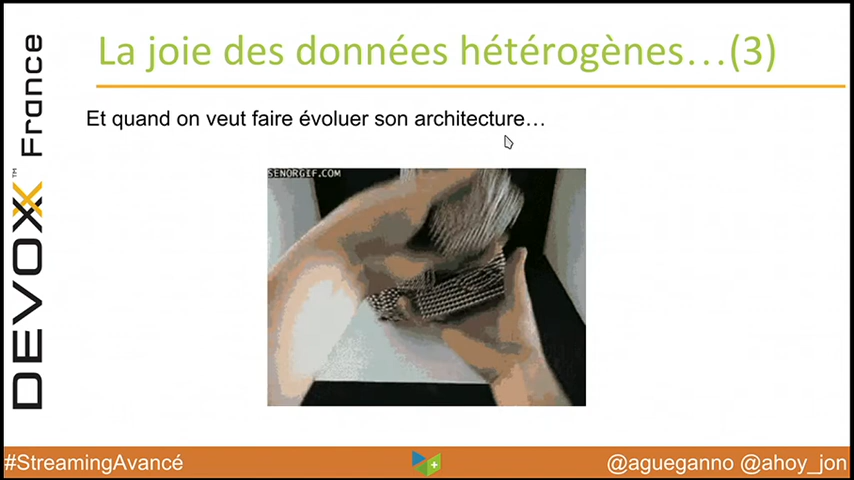 La joie des données hétérogènes…(3)
Et quand on veut faire évoluer son architecture…
SENORGIF.COM
DEVOXX™ France
#StreamingAvancé
@agueganno @ahoy_jon